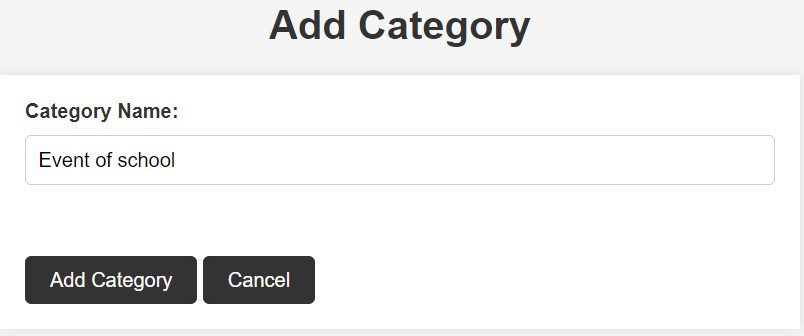 Add Category
Category Name:
Event of school
Add Category Cancel